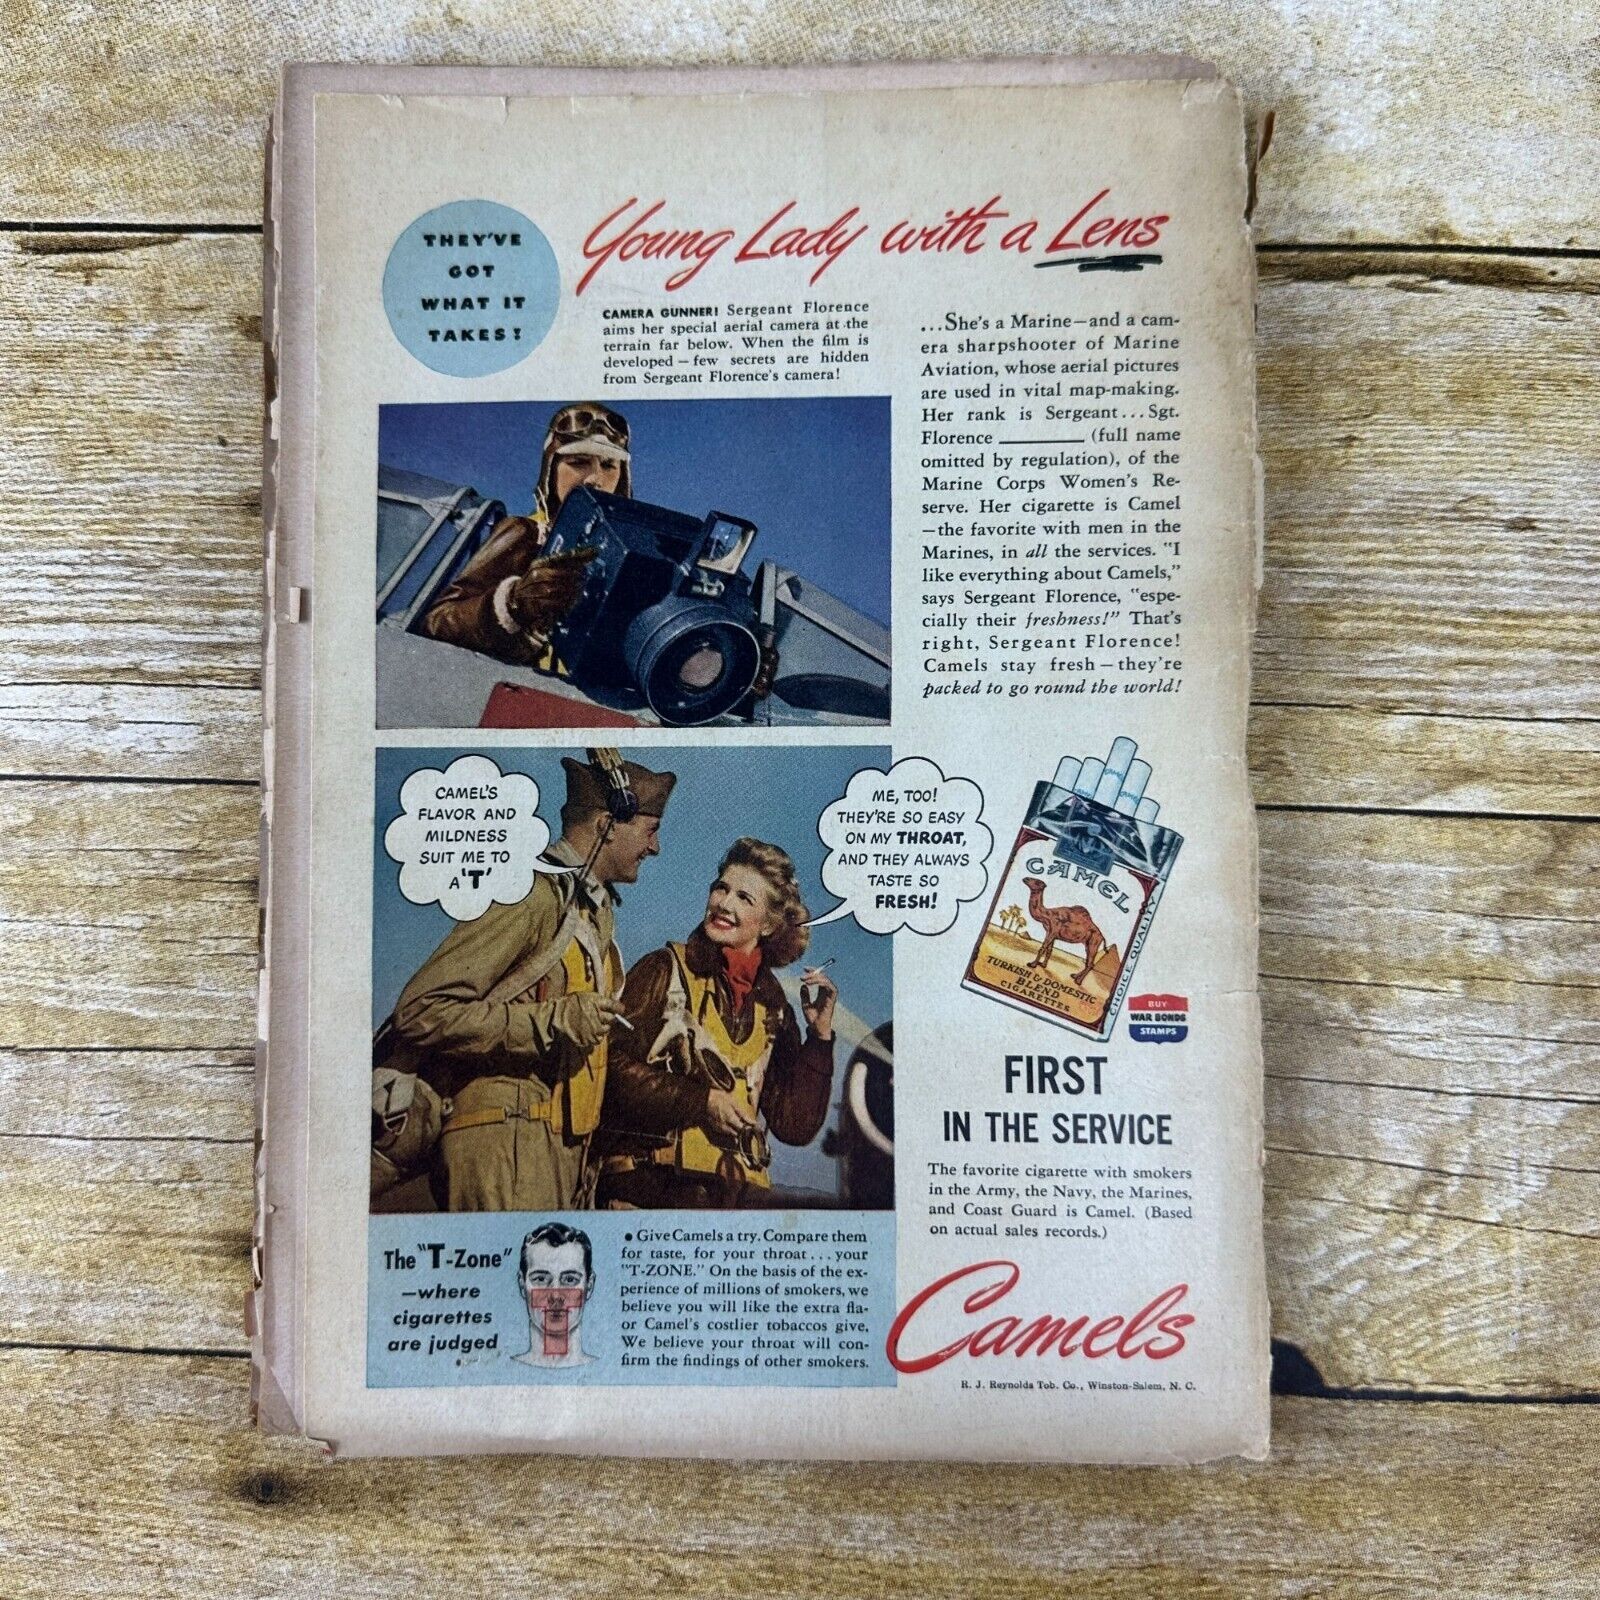 THEY'VE
GOT
WHAT IT
TAKES!
Young Lady with a Lens
CAMERA GUNNER! Sergeant Florence
aims her special aerial camera at the
terrain far below. When the film is
developed — few secrets are hidden
from Sergeant Florence's camera!
...She's a Marine—and a cam-
era sharpshooter of Marine
Aviation, whose aerial pictures
are used in vital map-making.
Her rank is Sergeant...Sgt.
Florence ________ (full name
omitted by regulation), of the
Marine Corps Women's Re-
serve. Her cigarette is Camel
—the favorite with men in the
Marines, in all the services. "I
like everything about Camels,"
says Sergeant Florence, "espe-
cially their freshness!" That's
right, Sergeant Florence!
Camels stay fresh — they're
packed to go round the world!
CAMEL'S
FLAVOR AND
MILDNESS
SUIT ME TO
A 'T'
ME, TOO!
THEY'RE SO EASY
ON MY THROAT,
AND THEY ALWAYS
TASTE SO
FRESH!
CAMEL
CAMEL
CAMEL
TURKISH & DOMESTIC
BLEND
CIGARETTES
CHOICE QUALITY
BUY
WAR BONDS
STAMPS
FIRST
IN THE SERVICE
The favorite cigarette with smokers
in the Army, the Navy, the Marines,
and Coast Guard is Camel. (Based
on actual sales records.)
The "T-Zone"
—where
cigarettes
are judged
• Give Camels a try. Compare them
for taste, for your throat...your
"T-ZONE." On the basis of the ex-
perience of millions of smokers, we
believe you will like the extra fla-
or Camel's costlier tobaccos give.
We believe your throat will con-
firm the findings of other smokers.
Camels
R. J. Reynolds Tob. Co., Winston-Salem, N. C.